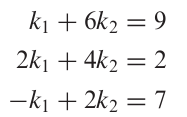 k₁ + 6k₂ = 9
2k₁ + 4k₂ = 2
−k₁ + 2k₂ = 7